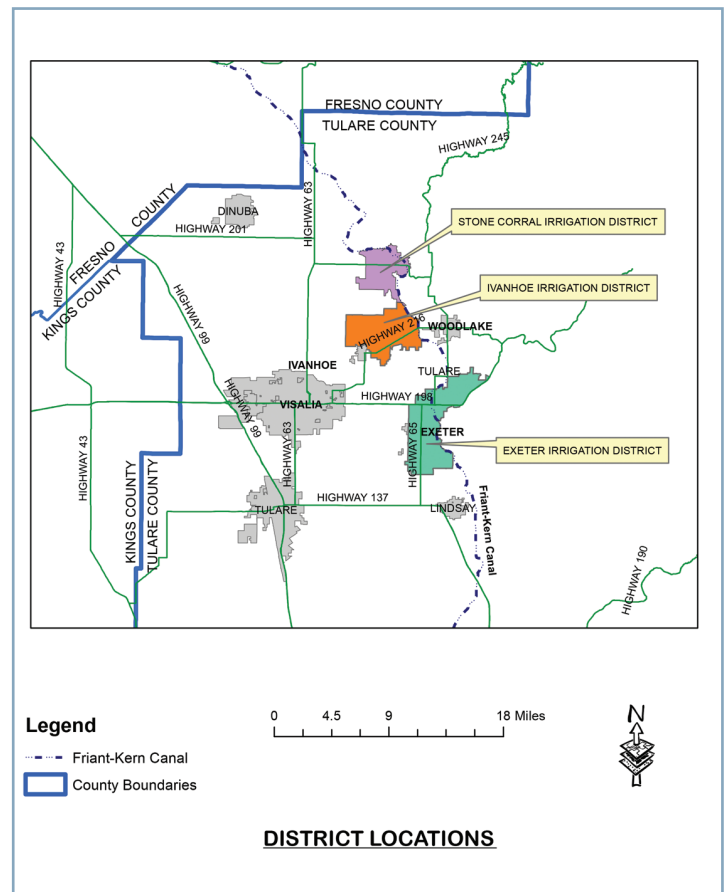 FRESNO COUNTY
TULARE COUNTY
HIGHWAY 245
HIGHWAY 63
COUNTY
FRESNO
KINGS COUNTY
DINUBA
HIGHWAY 201
HIGHWAY 43
STONE CORRAL IRRIGATION DISTRICT
IVANHOE IRRIGATION DISTRICT
HIGHWAY 99
HIGHWAY 216
WOODLAKE
IVANHOE
TULARE
HIGHWAY 198
VISALIA
HIGHWAY 99
HIGHWAY 63
EXETER
HIGHWAY 65
EXETER IRRIGATION DISTRICT
HIGHWAY 43
HIGHWAY 137
TULARE
LINDSAY
KINGS COUNTY
TULARE COUNTY
Friant-Kern Canal
HIGHWAY 190
Legend
Friant-Kern Canal
County Boundaries
0 4.5 9 18 Miles
N
DISTRICT LOCATIONS